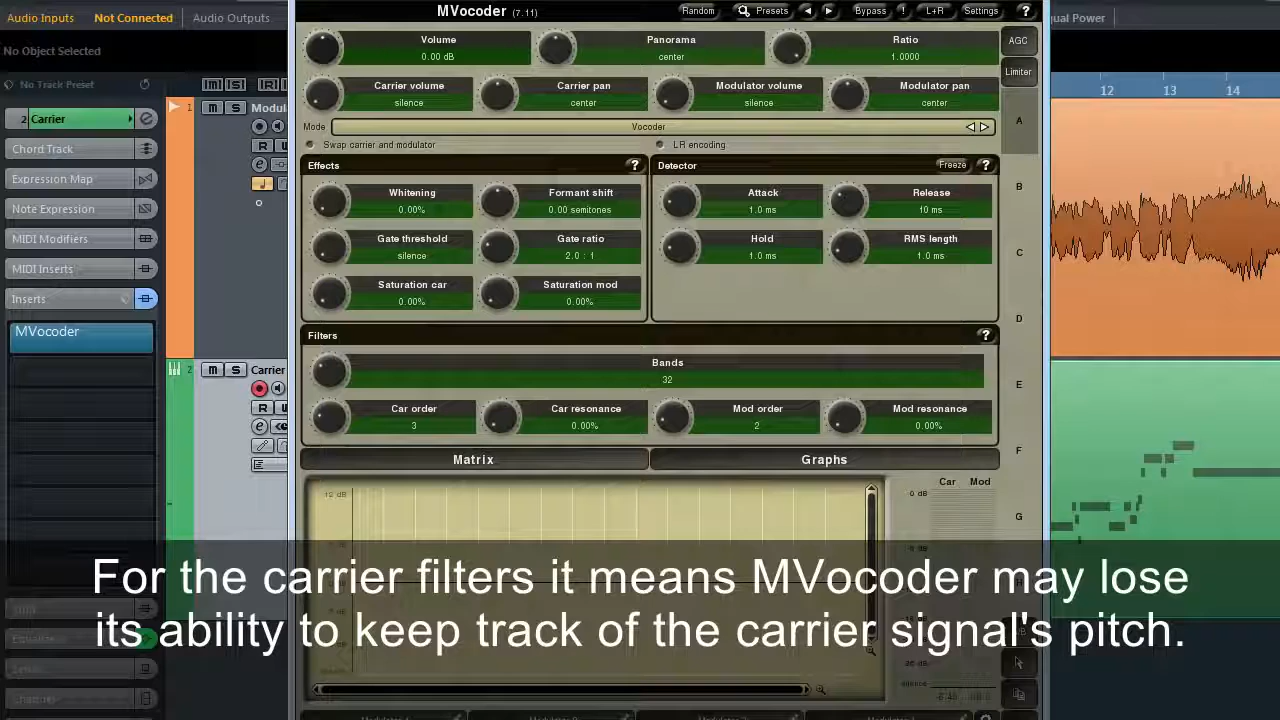 Audio Inputs Not Connected Audio Outputs
MVocoder (7.11) Random Presets Bypass ! L+R Settings ?
qual Power
No Object Selected
Volume Panorama Ratio AGC
0.00 dB center 1.0000
Limiter
No Track Preset
Carrier volume Carrier pan Modulator volume Modulator pan
silence center silence center
12 13 14
1 M S Modul
2 Carrier
A
Mode Vocoder
Swap carrier and modulator LR encoding
R
Chord Track
Effects ? Detector Freeze ?
Expression Map
Whitening Formant shift Attack Release B
0.00% 0.00 semitones 1.0 ms 10 ms
Note Expression
MIDI Modifiers
Gate threshold Gate ratio Hold RMS length C
silence 2.0 : 1 1.0 ms 1.0 ms
MIDI Inserts
Saturation car Saturation mod
0.00% 0.00%
Inserts
D
MVocoder
Filters ?
Bands
32
2 M S Carrier
E
Car order Car resonance Mod order Mod resonance
3 0.00% 2 0.00%
R
F
Matrix Graphs
Car Mod
12 dB 0 dB
G
For the carrier filters it means MVocoder may lose
its ability to keep track of the carrier signal's pitch.